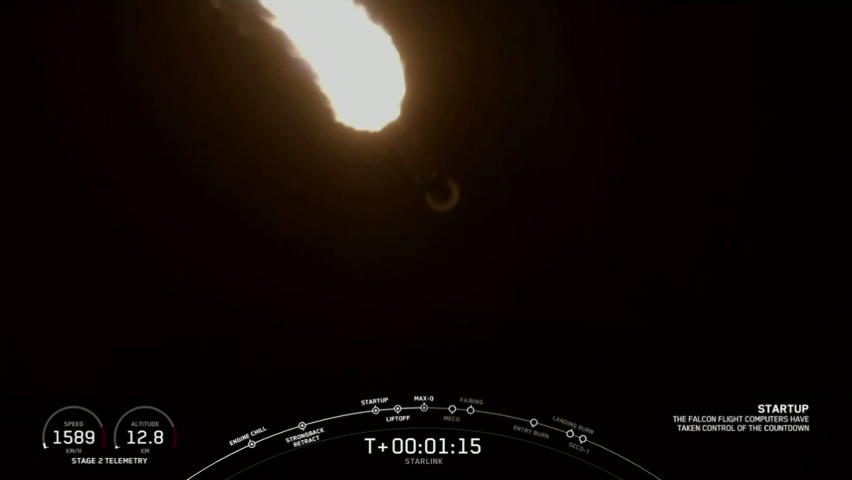 SPEED
1589
KM/H
ALTITUDE
12.8
KM
STAGE 2 TELEMETRY
ENGINE CHILL
STRONGBACK
RETRACT
STARTUP
LIFTOFF
MAX-Q
MECO
FAIRING
ENTRY BURN
LANDING BURN
SECO-1
T+00:01:15
STARLINK
STARTUP
THE FALCON FLIGHT COMPUTERS HAVE
TAKEN CONTROL OF THE COUNTDOWN